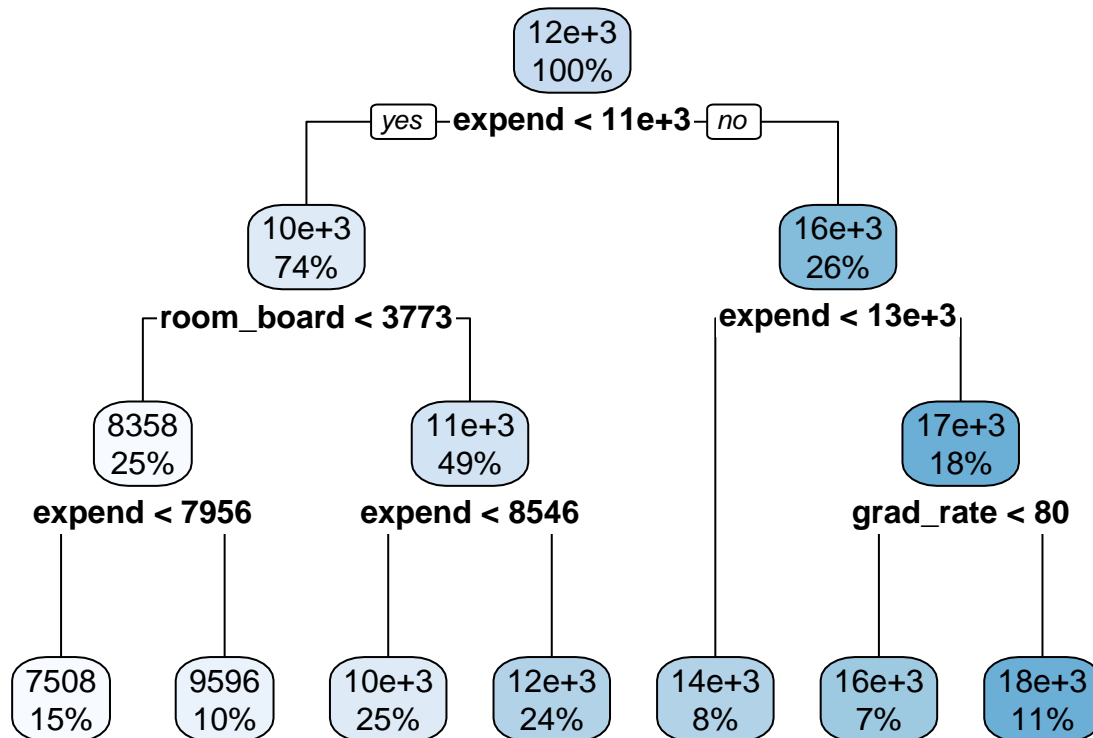 12e+3
100%
yes expend < 11e+3 no
10e+3
74%
16e+3
26%
room_board < 3773
expend < 13e+3
8358
25%
11e+3
49%
17e+3
18%
expend < 7956
expend < 8546
grad_rate < 80
7508
15%
9596
10%
10e+3
25%
12e+3
24%
14e+3
8%
16e+3
7%
18e+3
11%